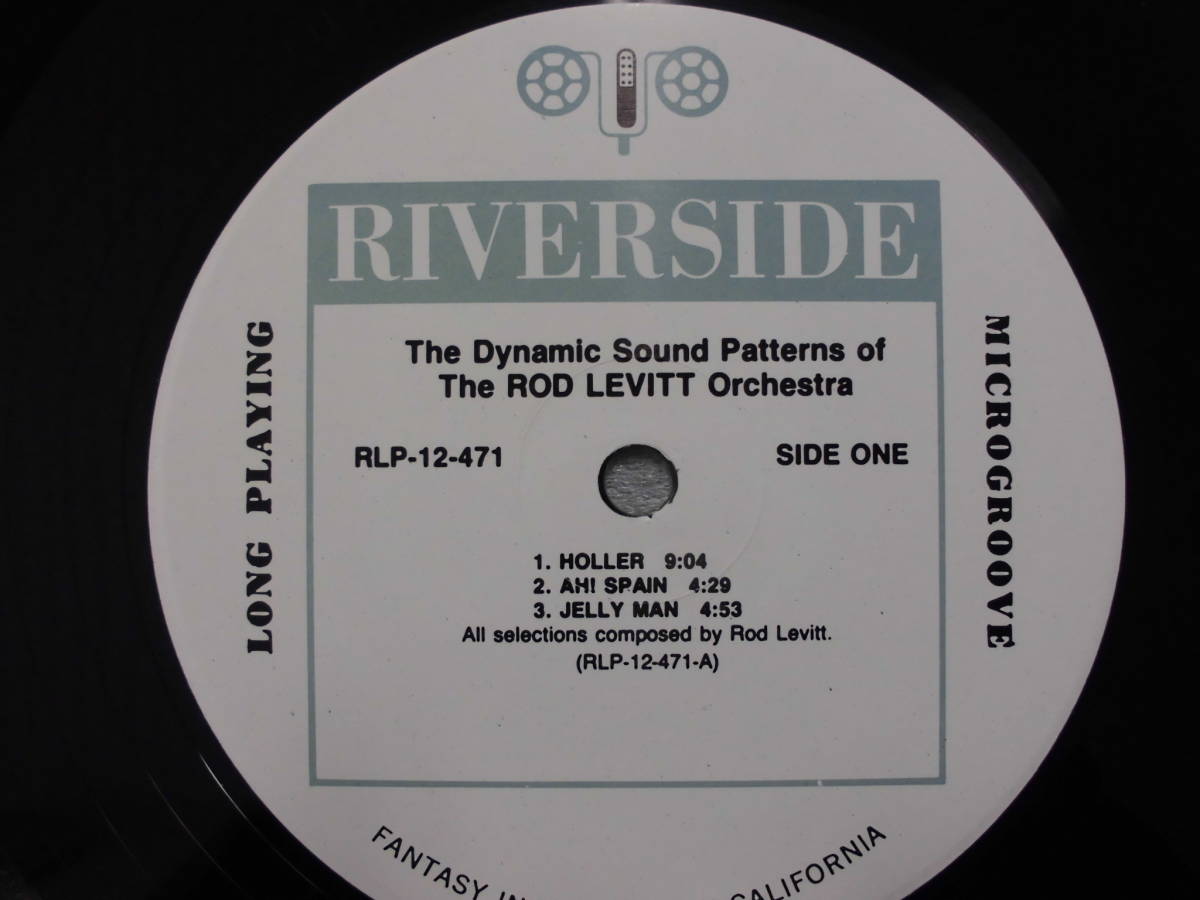 RIVERSIDE
LONG PLAYING
MICROGROOVE
The Dynamic Sound Patterns of
The ROD LEVITT Orchestra
RLP-12-471
SIDE ONE
1. HOLLER 9:04
2. AH! SPAIN 4:29
3. JELLY MAN 4:53
All selections composed by Rod Levitt.
(RLP-12-471-A)
FANTASY CALIFORNIA